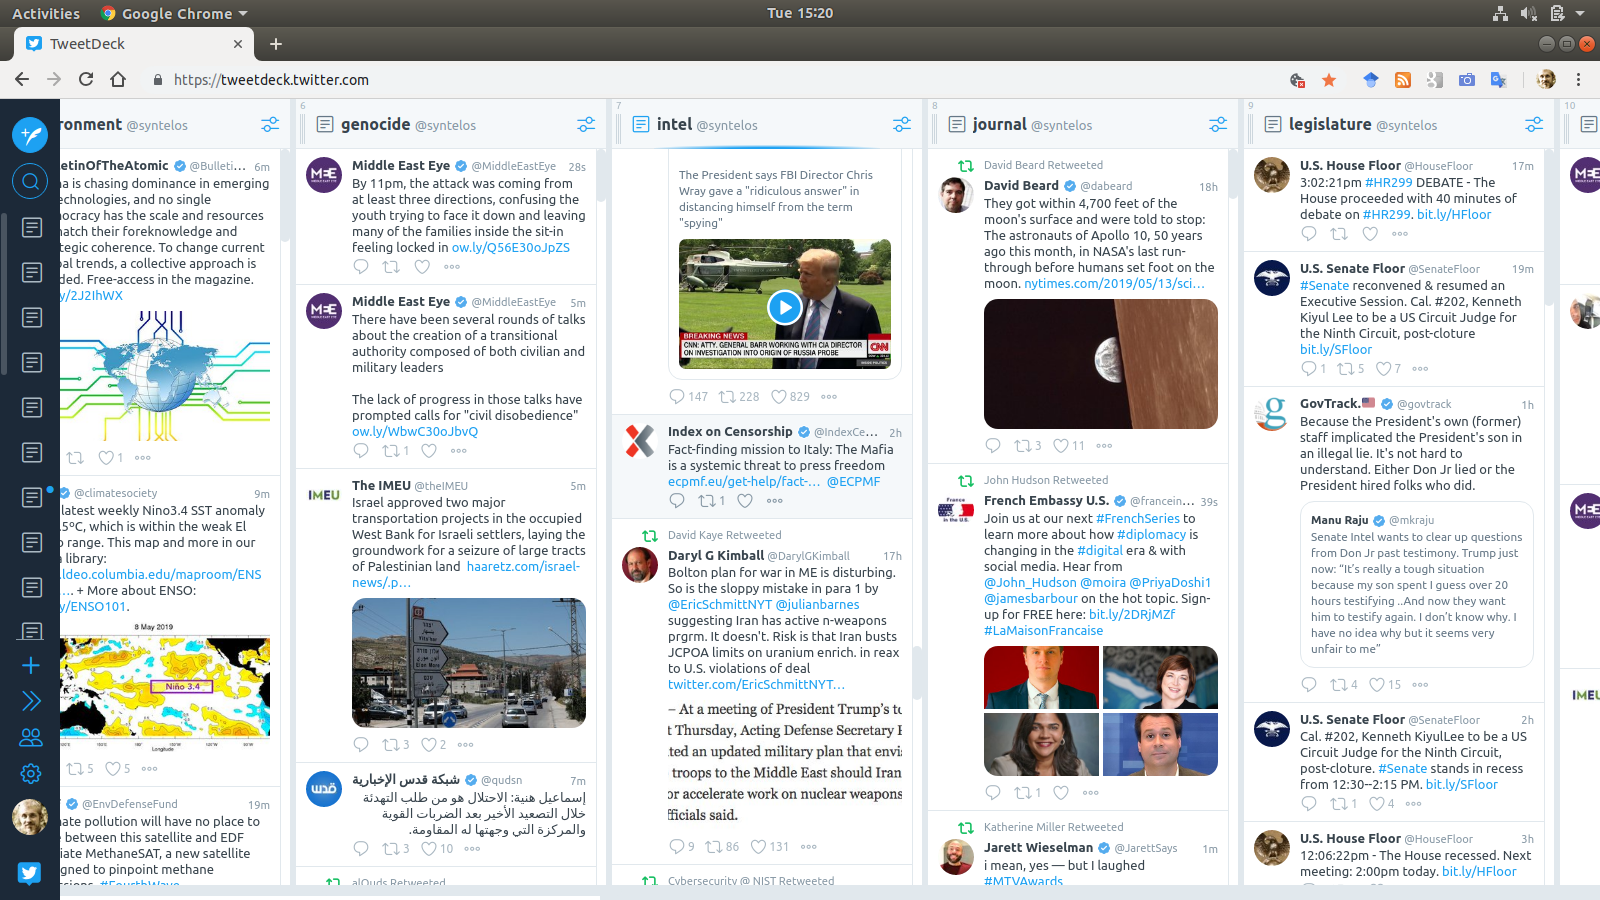 Activities
Google Chrome
Tue 15:20
TweetDeck
https://tweetdeck.twitter.com
ronment @syntelos
etinOfTheAtomic @Bulleti... 6m
na is chasing dominance in emerging
technologies, and no single
nocracy has the scale and resources
match their foreknowledge and
tegic coherence. To change current
bal trends, a collective approach is
ded. Free-access in the magazine.
y/2J2IhWX
1
@climatesociety 9m
latest weekly Nino3.4 SST anomaly
.5ºC, which is within the weak El
o range. This map and more in our
library:
.ldeo.columbia.edu/maproom/ENS
... + More about ENSO:
y/ENSO101.
8 May 2019
Niño 3.4
Longitude
5 5
@EnvDefenseFund 19m
nate pollution will have no place to
between this satellite and EDF
iate MethaneSAT, a new satellite
igned to pinpoint methane
ssions. #FourthWave
6
genocide @syntelos
Middle East Eye @MiddleEastEye 28s
By 11pm, the attack was coming from
at least three directions, confusing the
youth trying to face it down and leaving
many of the families inside the sit-in
feeling locked in ow.ly/Q56E30oJpZS
Middle East Eye @MiddleEastEye 5m
There have been several rounds of talks
about the creation of a transitional
authority composed of both civilian and
military leaders
The lack of progress in those talks have
prompted calls for "civil disobedience"
ow.ly/WbwC30oJbvQ
1
IMEU
The IMEU @theIMEU 5m
Israel approved two major
transportation projects in the occupied
West Bank for Israeli settlers, laying the
groundwork for a seizure of large tracts
of Palestinian land haaretz.com/israel-
news/.p...
3 2
قدس
شبكة قدس الإخبارية @qudsn 7m
إسماعيل هنية: الاحتلال هو من طلب التهدئة
خلال التصعيد الأخير بعد الضربات القوية
والمركزة التي وجهتها له المقاومة.
3 10
alQuds Retweeted
7
intel @syntelos
The President says FBI Director Chris
Wray gave a "ridiculous answer" in
distancing himself from the term
"spying"
BREAKING NEWS
CNN: ATTY. GENERAL BARR WORKING WITH CIA DIRECTOR
ON INVESTIGATION INTO ORIGIN OF RUSSIA PROBE
CNN
147 228 829
Index on Censorship @IndexCe... 2h
Fact-finding mission to Italy: The Mafia
is a systemic threat to press freedom
ecpmf.eu/get-help/fact-... @ECPMF
1
David Kaye Retweeted
Daryl G Kimball @DarylGKimball 17h
Bolton plan for war in ME is disturbing.
So is the sloppy mistake in para 1 by
@EricSchmittNYT @julianbarnes
suggesting Iran has active n-weapons
prgrm. It doesn't. Risk is that Iran busts
JCPOA limits on uranium enrich. in reax
to U.S. violations of deal
twitter.com/EricSchmittNYT...
– At a meeting of President Trump's to
t Thursday, Acting Defense Secretary P
ted an updated military plan that envis
troops to the Middle East should Iran
or accelerate work on nuclear weapons
fficials said.
9 86 131
Cybersecurity @ NIST Retweeted
8
journal @syntelos
David Beard Retweeted
David Beard @dabeard 18h
They got within 4,700 feet of the
moon's surface and were told to stop:
The astronauts of Apollo 10, 50 years
ago this month, in NASA's last run-
through before humans set foot on the
moon. nytimes.com/2019/05/13/sci...
3 11
John Hudson Retweeted
France
in the U.S.
French Embassy U.S. @francein... 39s
Join us at our next #FrenchSeries to
learn more about how #diplomacy is
changing in the #digital era & with
social media. Hear from
@John_Hudson @moira @PriyaDoshi1
@jamesbarbour on the hot topic. Sign-
up for FREE here: bit.ly/2DRjMZf
#LaMaisonFrancaise
1
Katherine Miller Retweeted
Jarett Wieselman @JarettSays 1m
i mean, yes — but I laughed
#MTVAwards
9
legislature @syntelos
U.S. House Floor @HouseFloor 17m
3:02:21pm #HR299 DEBATE - The
House proceeded with 40 minutes of
debate on #HR299. bit.ly/HFloor
U.S. Senate Floor @SenateFloor 19m
#Senate reconvened & resumed an
Executive Session. Cal. #202, Kenneth
Kiyul Lee to be a US Circuit Judge for
the Ninth Circuit, post-cloture
bit.ly/SFloor
1 5 7
GovTrack. @govtrack 1h
Because the President's own (former)
staff implicated the President's son in
an illegal lie. It's not hard to
understand. Either Don Jr lied or the
President hired folks who did.
Manu Raju @mkraju
Senate Intel wants to clear up questions
from Don Jr past testimony. Trump just
now: “It’s really a tough situation
because my son spent I guess over 20
hours testifying ..And now they want
him to testify again. I don’t know why. I
have no idea why but it seems very
unfair to me”
4 15
U.S. Senate Floor @SenateFloor 2h
Cal. #202, Kenneth KiyulLee to be a US
Circuit Judge for the Ninth Circuit,
post-cloture. #Senate stands in recess
from 12:30--2:15 PM. bit.ly/SFloor
1 4
U.S. House Floor @HouseFloor 3h
12:06:22pm - The House recessed. Next
meeting: 2:00pm today. bit.ly/HFloor
10
IMEU